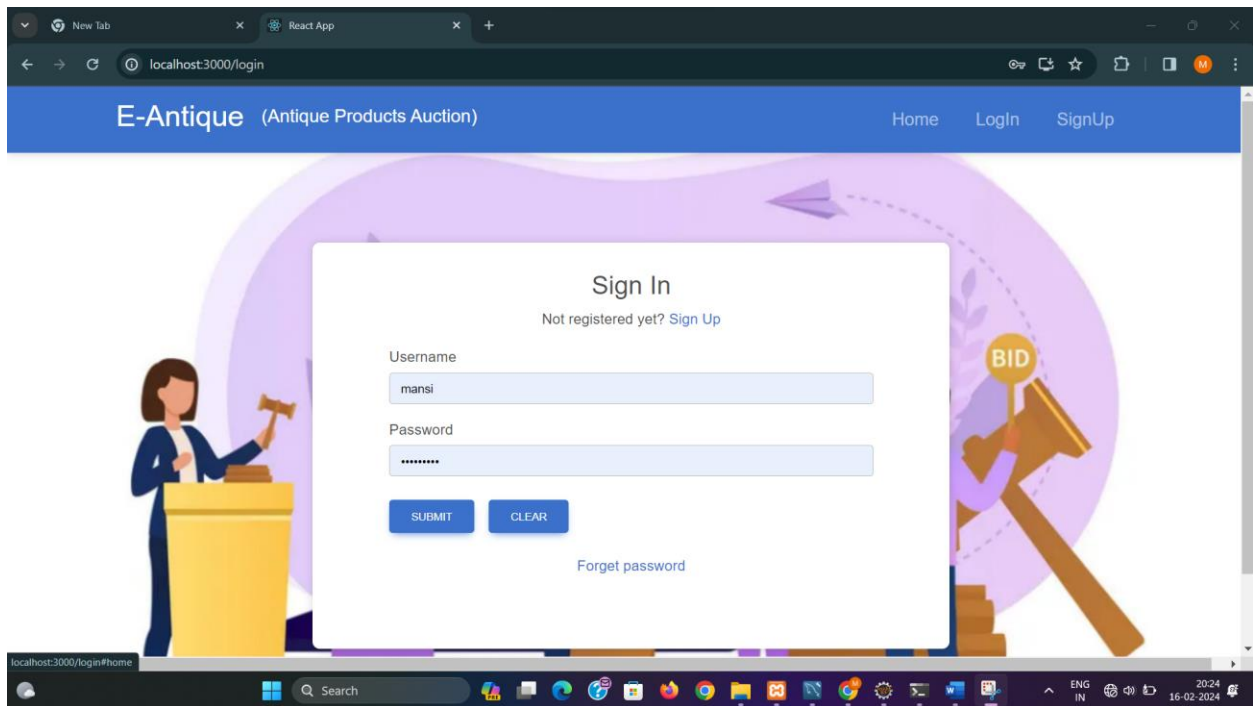 New Tab
React App
localhost:3000/login
E-Antique (Antique Products Auction)
Home
LogIn
SignUp
Sign In
Not registered yet? Sign Up
Username
mansi
Password
SUBMIT
CLEAR
Forget password
BID
localhost:3000/login#home
Search
ENG
IN
20:24
16-02-2024
M